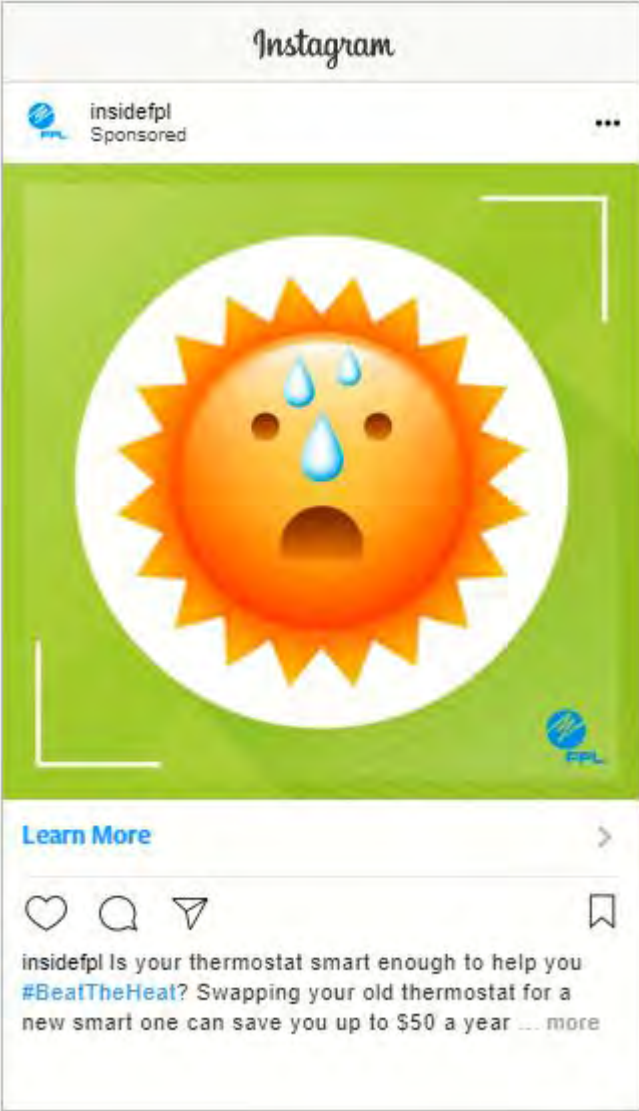 Instagram
insidefpl
FPL
Sponsored
FPL
Learn More
insidefpl Is your thermostat smart enough to help you
#BeatTheHeat? Swapping your old thermostat for a
new smart one can save you up to $50 a year ... more